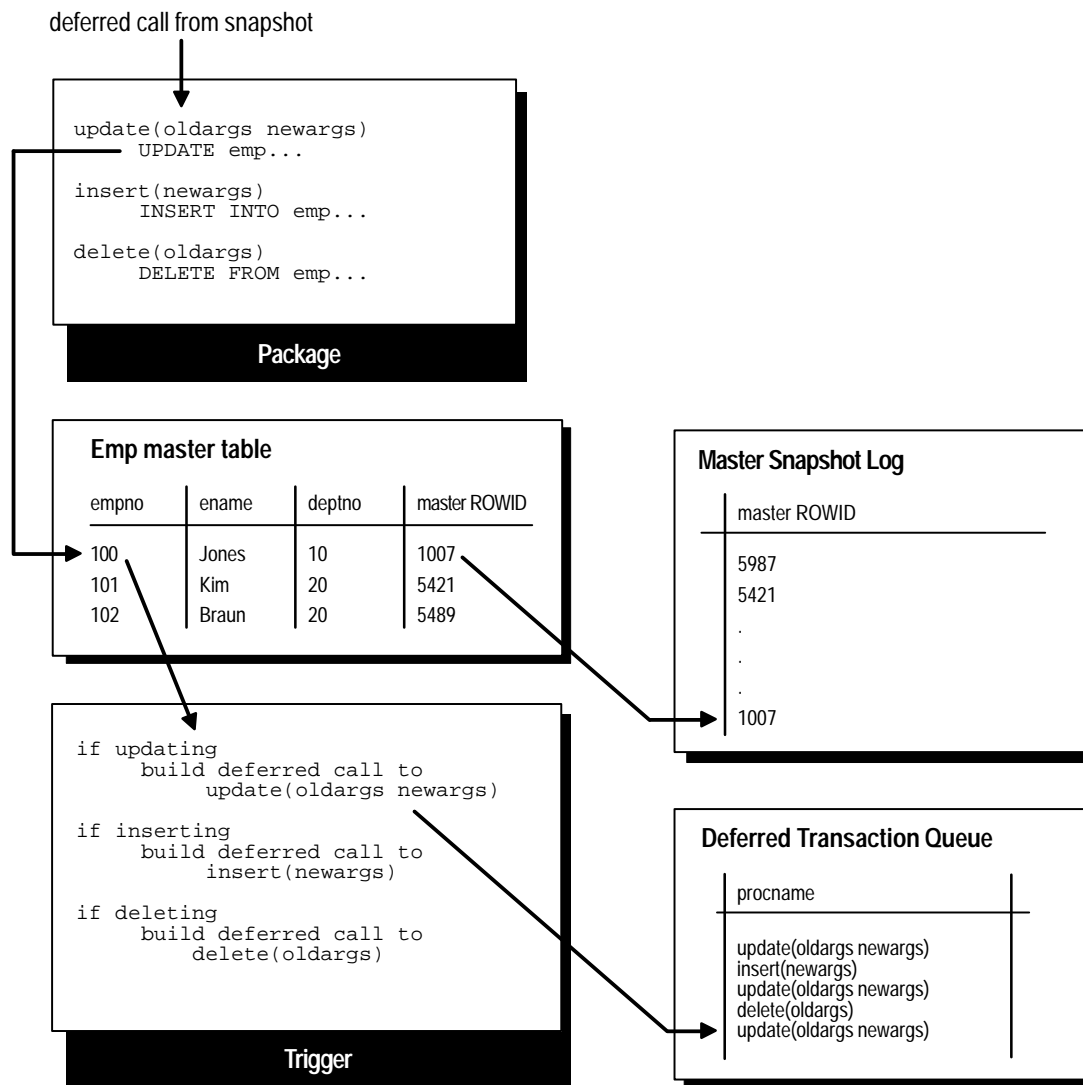 deferred call from snapshot
update(oldargs newargs)
UPDATE emp...
insert(newargs)
INSERT INTO emp...
delete(oldargs)
DELETE FROM emp...
Package
Emp master table
empno ename deptno master ROWID
100 Jones 10 1007
101 Kim 20 5421
102 Braun 20 5489
Master Snapshot Log
master ROWID
5987
5421
.
.
.
1007
if updating
build deferred call to
update(oldargs newargs)
if inserting
build deferred call to
insert(newargs)
if deleting
build deferred call to
delete(oldargs)
Trigger
Deferred Transaction Queue
procname
update(oldargs newargs)
insert(newargs)
update(oldargs newargs)
delete(oldargs)
update(oldargs newargs)